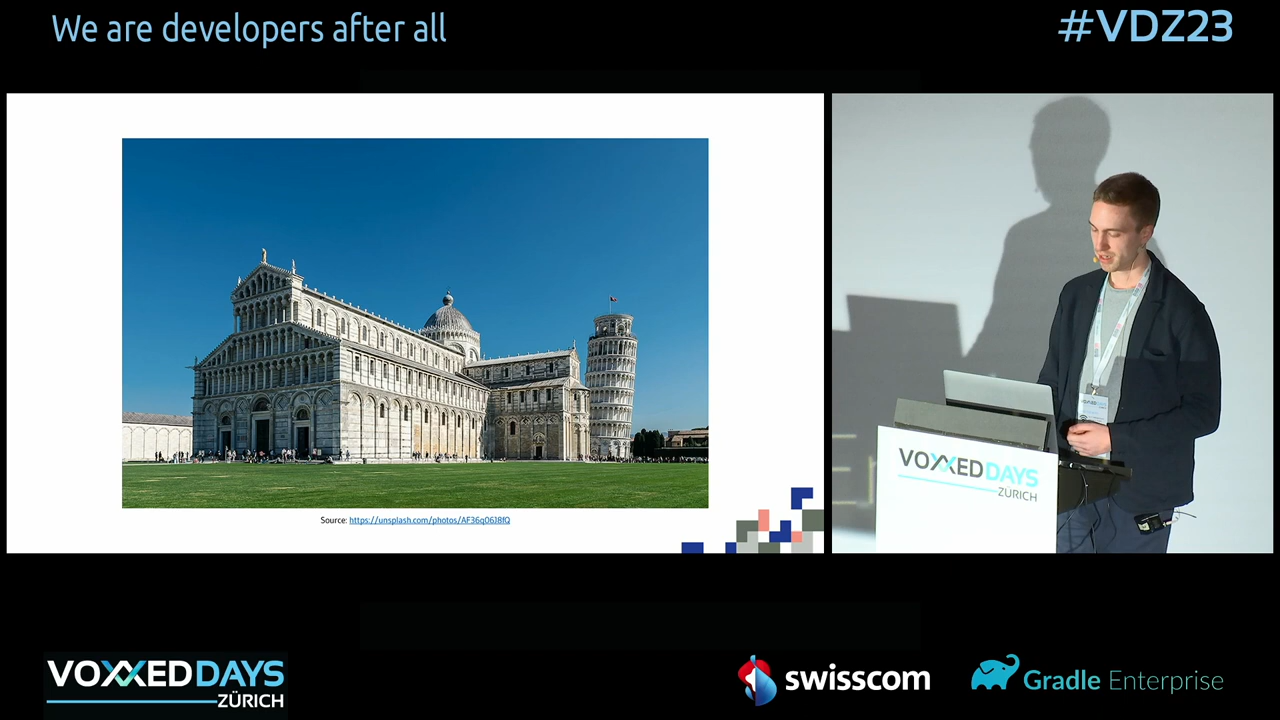 We are developers after all
#VDZ23
Source: https://unsplash.com/photos/AF36q06J8fQ
VOXXED DAYS
ZÜRICH
VOXXED DAYS
ZÜRICH
swisscom
Gradle Enterprise